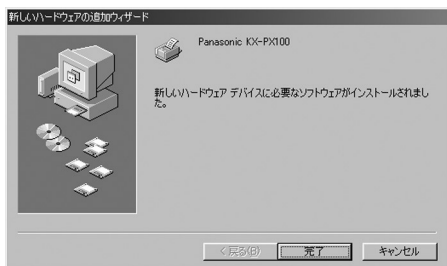 新しいハードウェアの追加ウィザード
Panasonic KX-PX100
新しいハードウェア デバイスに必要なソフトウェアがインストールされまし
た。
< 戻る(B)
完了
キャンセル